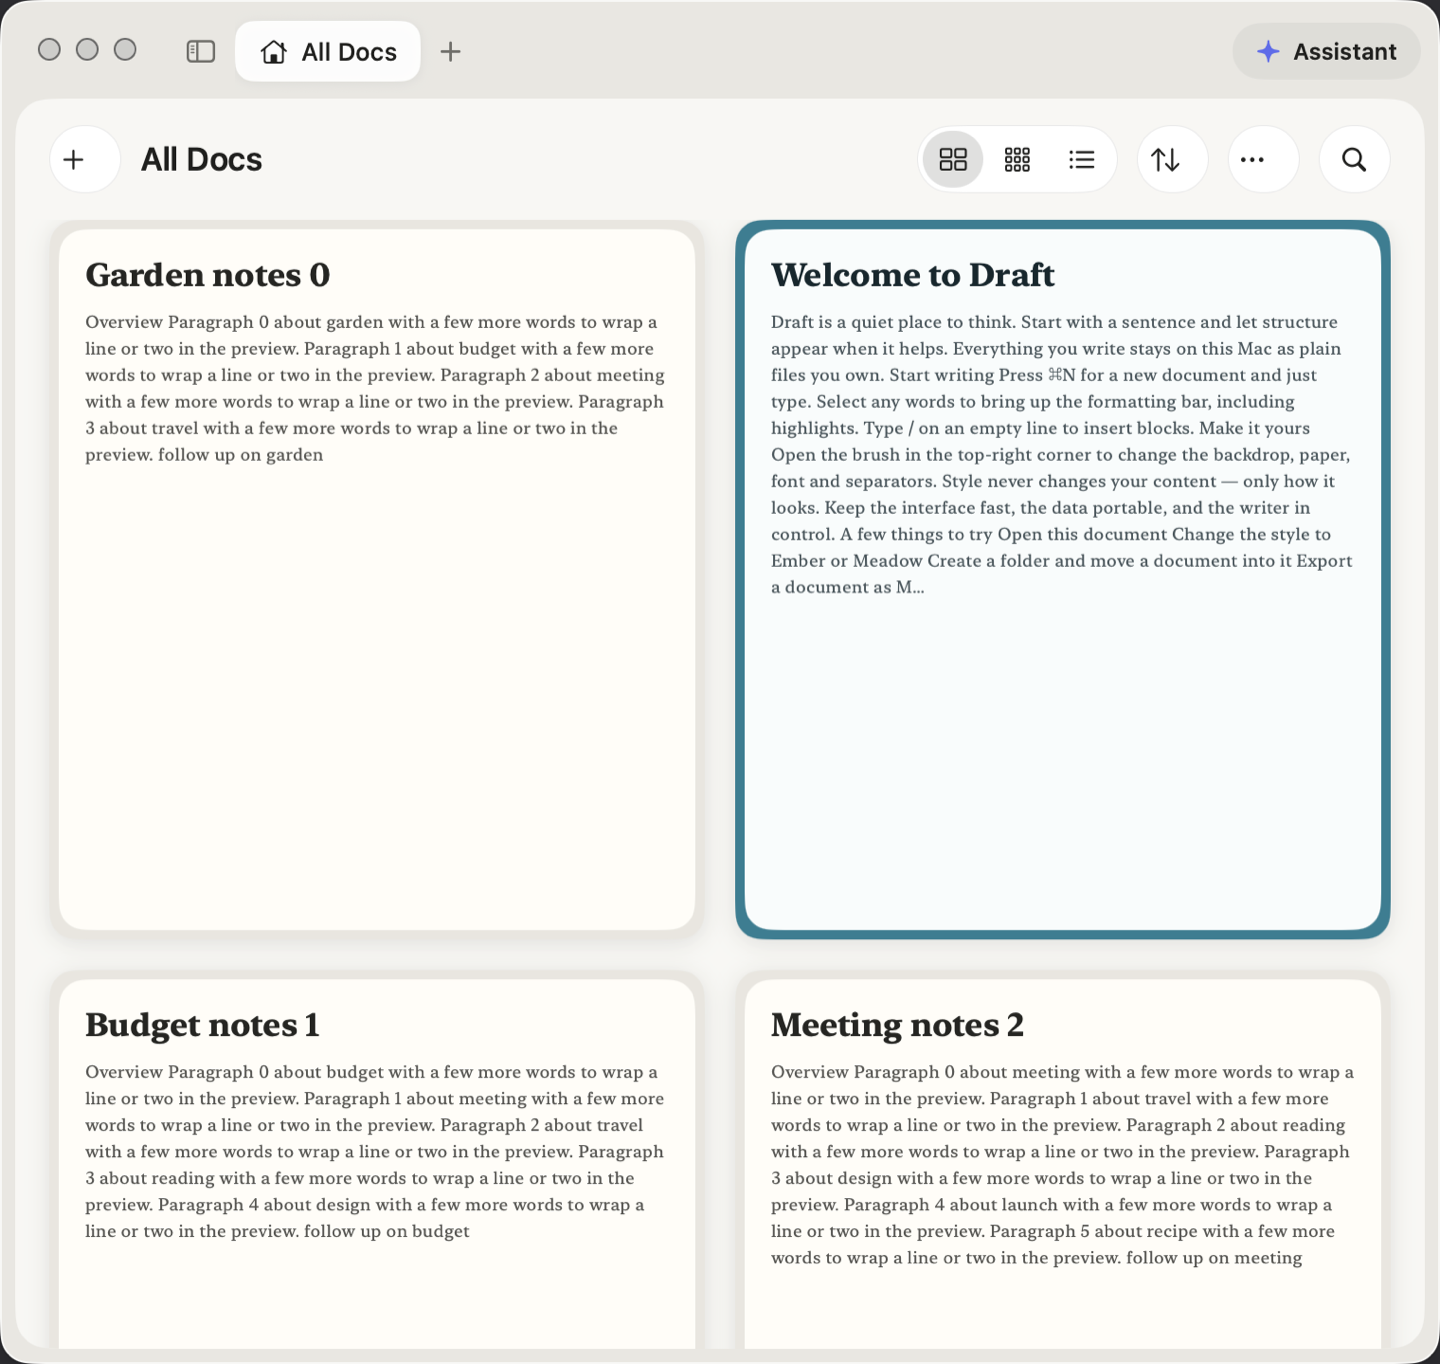 All Docs
Assistant
All Docs
Garden notes 0
Overview Paragraph 0 about garden with a few more words to wrap a
line or two in the preview. Paragraph 1 about budget with a few more
words to wrap a line or two in the preview. Paragraph 2 about meeting
with a few more words to wrap a line or two in the preview. Paragraph
3 about travel with a few more words to wrap a line or two in the
preview. follow up on garden
Welcome to Draft
Draft is a quiet place to think. Start with a sentence and let structure
appear when it helps. Everything you write stays on this Mac as plain
files you own. Start writing Press ⌘N for a new document and just
type. Select any words to bring up the formatting bar, including
highlights. Type / on an empty line to insert blocks. Make it yours
Open the brush in the top-right corner to change the backdrop, paper,
font and separators. Style never changes your content — only how it
looks. Keep the interface fast, the data portable, and the writer in
control. A few things to try Open this document Change the style to
Ember or Meadow Create a folder and move a document into it Export
a document as M...
Budget notes 1
Overview Paragraph 0 about budget with a few more words to wrap a
line or two in the preview. Paragraph 1 about meeting with a few more
words to wrap a line or two in the preview. Paragraph 2 about travel
with a few more words to wrap a line or two in the preview. Paragraph
3 about reading with a few more words to wrap a line or two in the
preview. Paragraph 4 about design with a few more words to wrap a
line or two in the preview. follow up on budget
Meeting notes 2
Overview Paragraph 0 about meeting with a few more words to wrap a
line or two in the preview. Paragraph 1 about travel with a few more
words to wrap a line or two in the preview. Paragraph 2 about reading
with a few more words to wrap a line or two in the preview. Paragraph
3 about design with a few more words to wrap a line or two in the
preview. Paragraph 4 about launch with a few more words to wrap a
line or two in the preview. Paragraph 5 about recipe with a few more
words to wrap a line or two in the preview. follow up on meeting